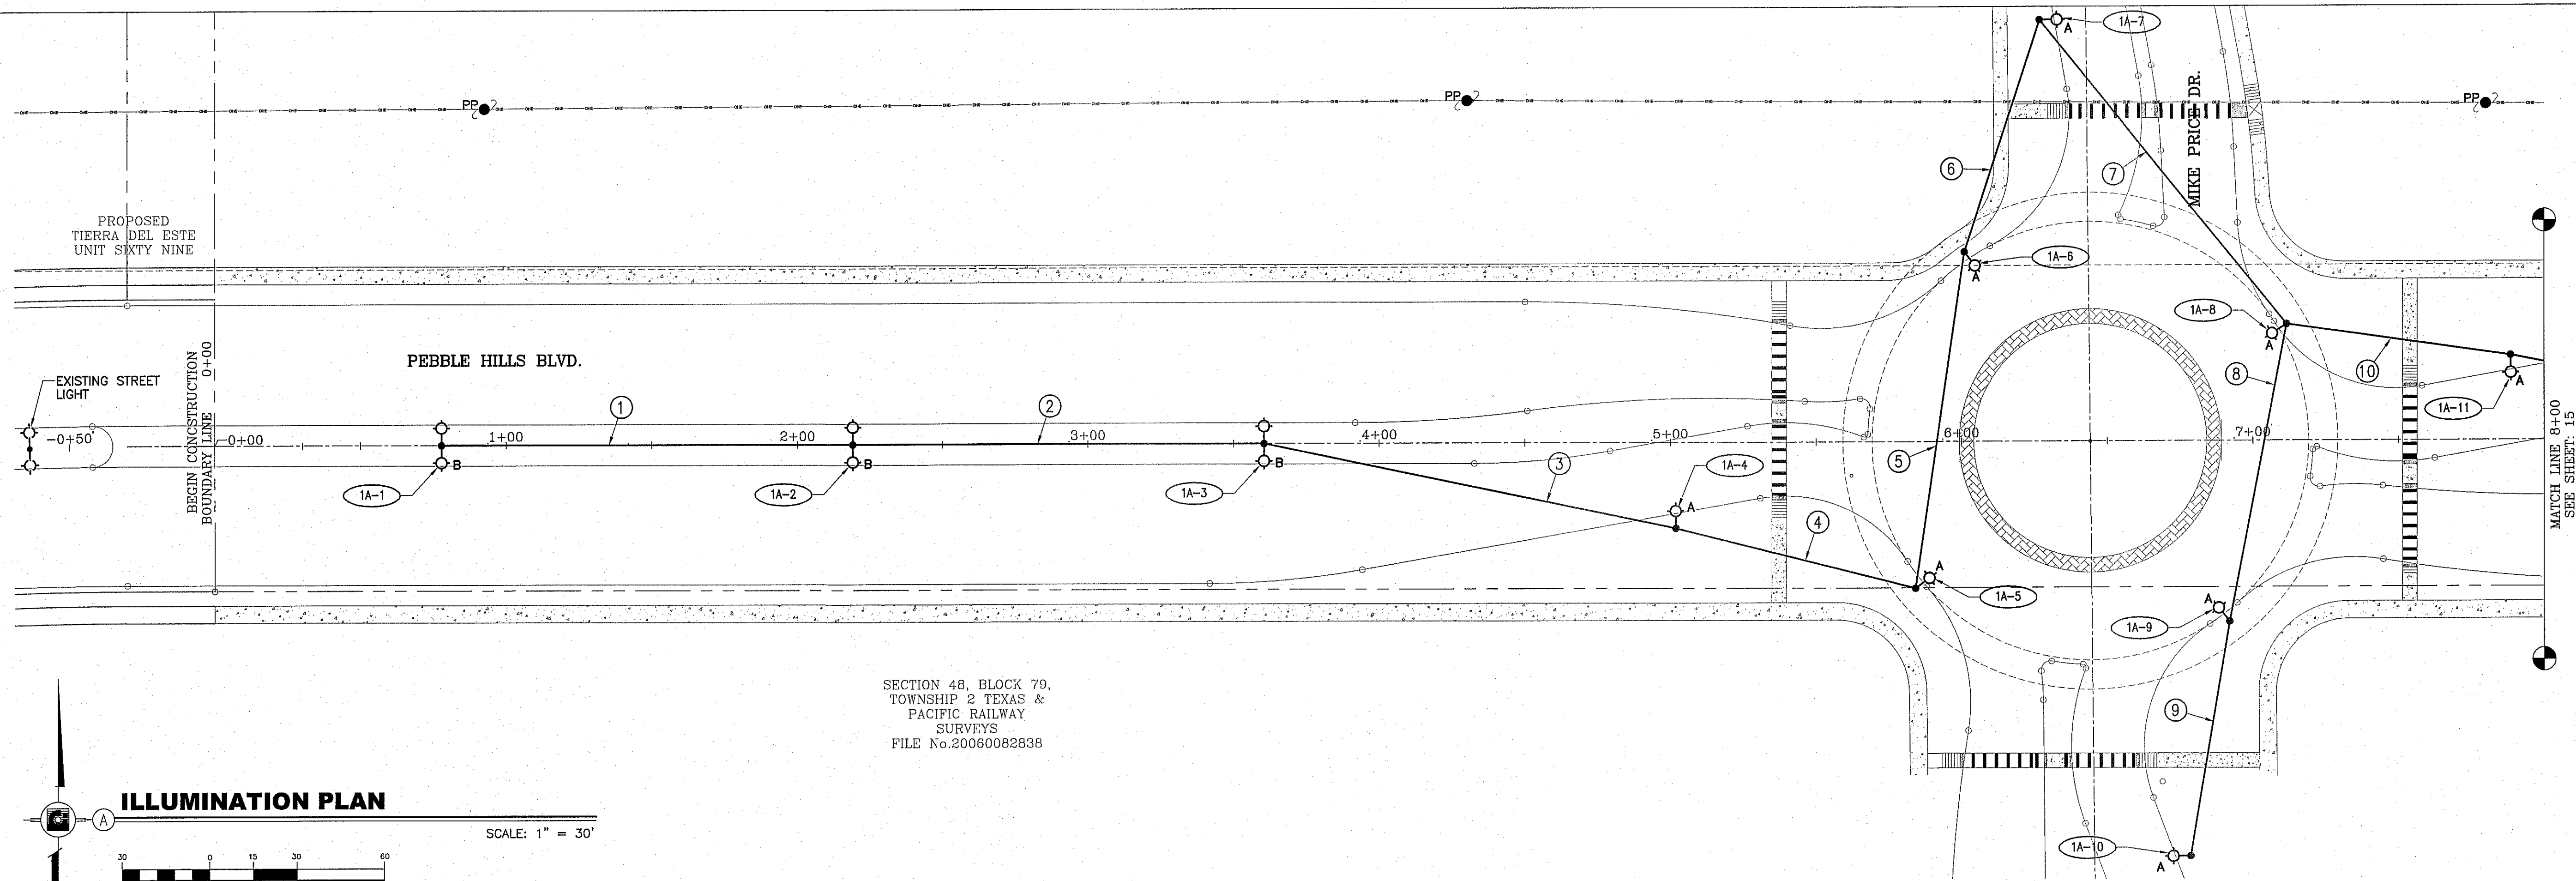 1A-7
A
PP
PP
PP
MIKE PRICE DR.
6
7
PROPOSED
TIERRA DEL ESTE
UNIT SIXTY NINE
1A-6
A
1A-8
A
PEBBLE HILLS BLVD.
EXISTING STREET
LIGHT
BEGIN CONCSTRUCTION
BOUNDARY LINE 0+00
8
10
A
1A-11
1
2
-0+50
-0+00
1+00
2+00
3+00
4+00
5+00
6+00
7+00
B
B
B
1A-1
1A-2
1A-3
3
1A-4
A
5
4
A
1A-5
A
1A-9
MATCH LINE 8+00
SEE SHEET: 15
SECTION 48, BLOCK 79,
TOWNSHIP 2 TEXAS &
PACIFIC RAILWAY
SURVEYS
FILE No.20060082838
9
1A-10
A
A
ILLUMINATION PLAN
SCALE: 1" = 30'
30 0 15 30 60